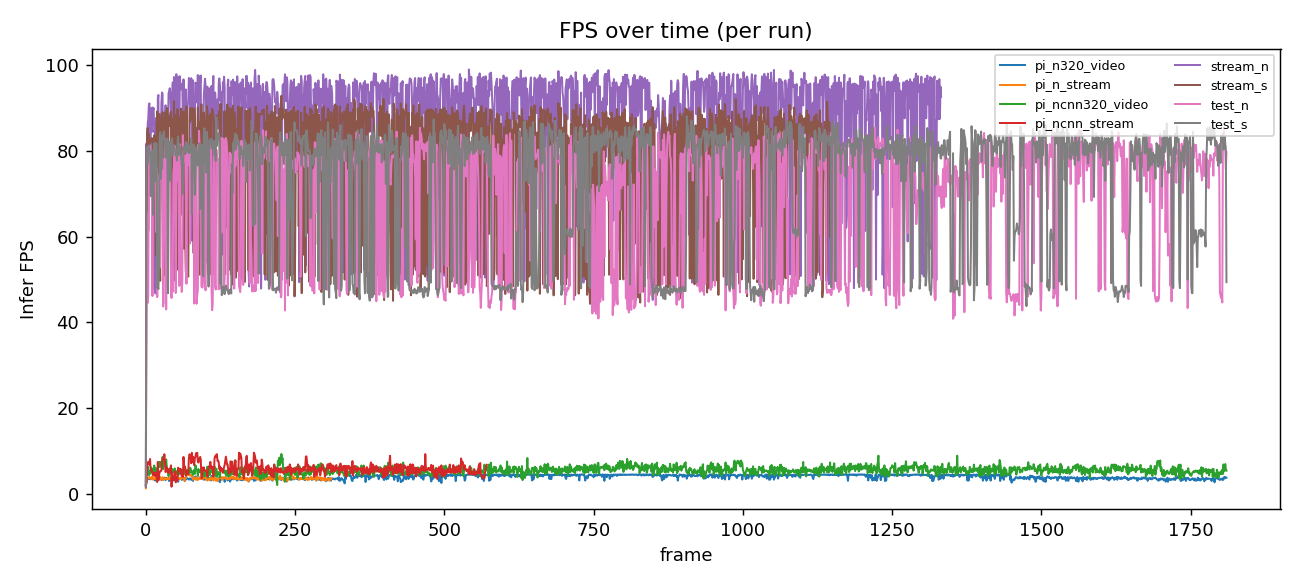 FPS over time (per run)
100
80
60
40
20
0
Infer FPS
pi_n320_video
pi_n_stream
pi_ncnn320_video
pi_ncnn_stream
stream_n
stream_s
test_n
test_s
0 250 500 750 1000 1250 1500 1750
frame